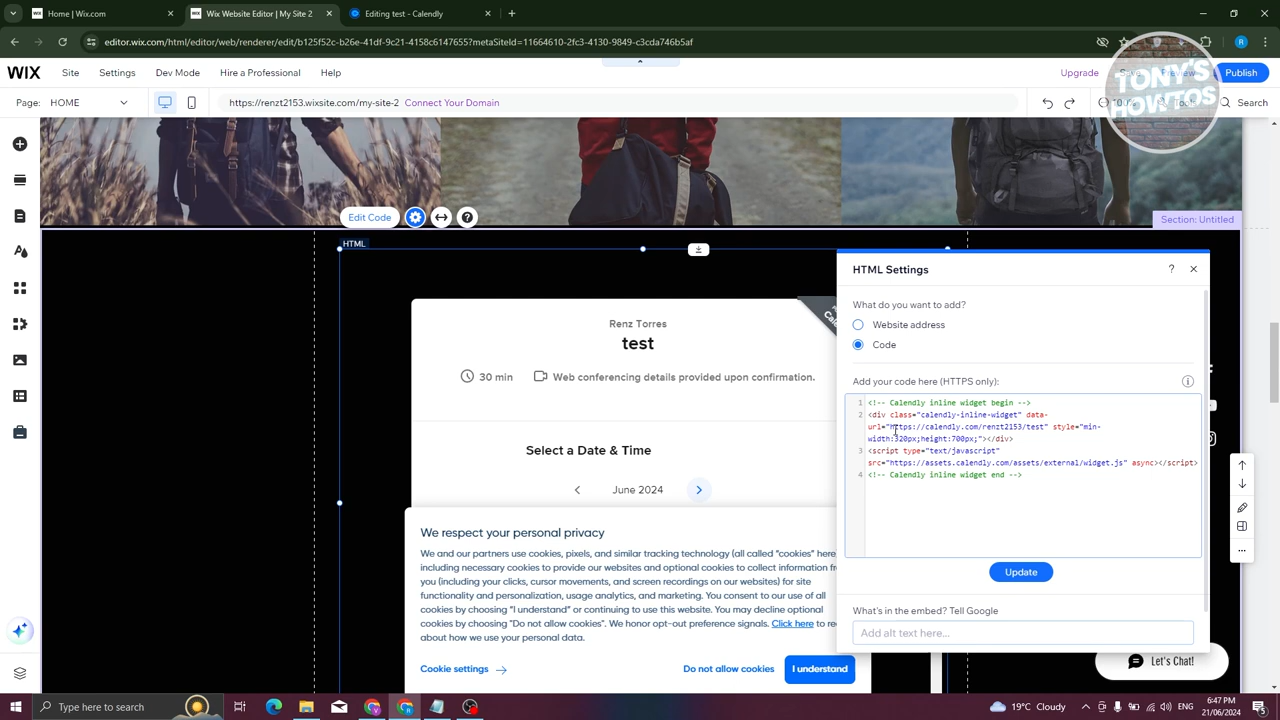 Home | Wix.com
Wix Website Editor | My Site 2
Editing test - Calendly
editor.wix.com/html/editor/web/renderer/edit/b125f52c-b26e-41df-9c21-4158c6147655?metaSiteId=11664610-2fc3-4130-9849-c3cda746b5af
WIX
Site
Settings
Dev Mode
Hire a Professional
Help
Upgrade
Save
Preview
Publish
Page: HOME
https://renzt2153.wixsite.com/my-site-2
Connect Your Domain
Tools
Search
TONY'S
HOWTOS
Edit Code
Section: Untitled
HTML
Renz Torres
test
30 min
Web conferencing details provided upon confirmation.
Select a Date & Time
June 2024
We respect your personal privacy
We and our partners use cookies, pixels, and similar tracking technology (all called "cookies" here
including necessary cookies to provide our websites and optional cookies to collect information fr
you (including your clicks, cursor movements, and screen recordings on our websites) for site
functionality and personalization, usage analytics, and marketing. You consent to our use of all
cookies by choosing "I understand" or continuing to use this website. You may decline optional
cookies by choosing "Do not allow cookies". We honor opt-out preference signals. Click here to re
about how we use your personal data.
Cookie settings
Do not allow cookies
I understand
HTML Settings
What do you want to add?
Website address
Code
Add your code here (HTTPS only):
1 <!-- Calendly inline widget begin -->
2 <div class="calendly-inline-widget" data-
url="https://calendly.com/renzt2153/test" style="min-
width:320px;height:700px;"></div>
3 <script type="text/javascript"
src="https://assets.calendly.com/assets/external/widget.js" async></script>
4 <!-- Calendly inline widget end -->
Update
What's in the embed? Tell Google
Add alt text here...
Let's Chat!
Type here to search
19°C Cloudy
ENG
6:47 PM
21/06/2024